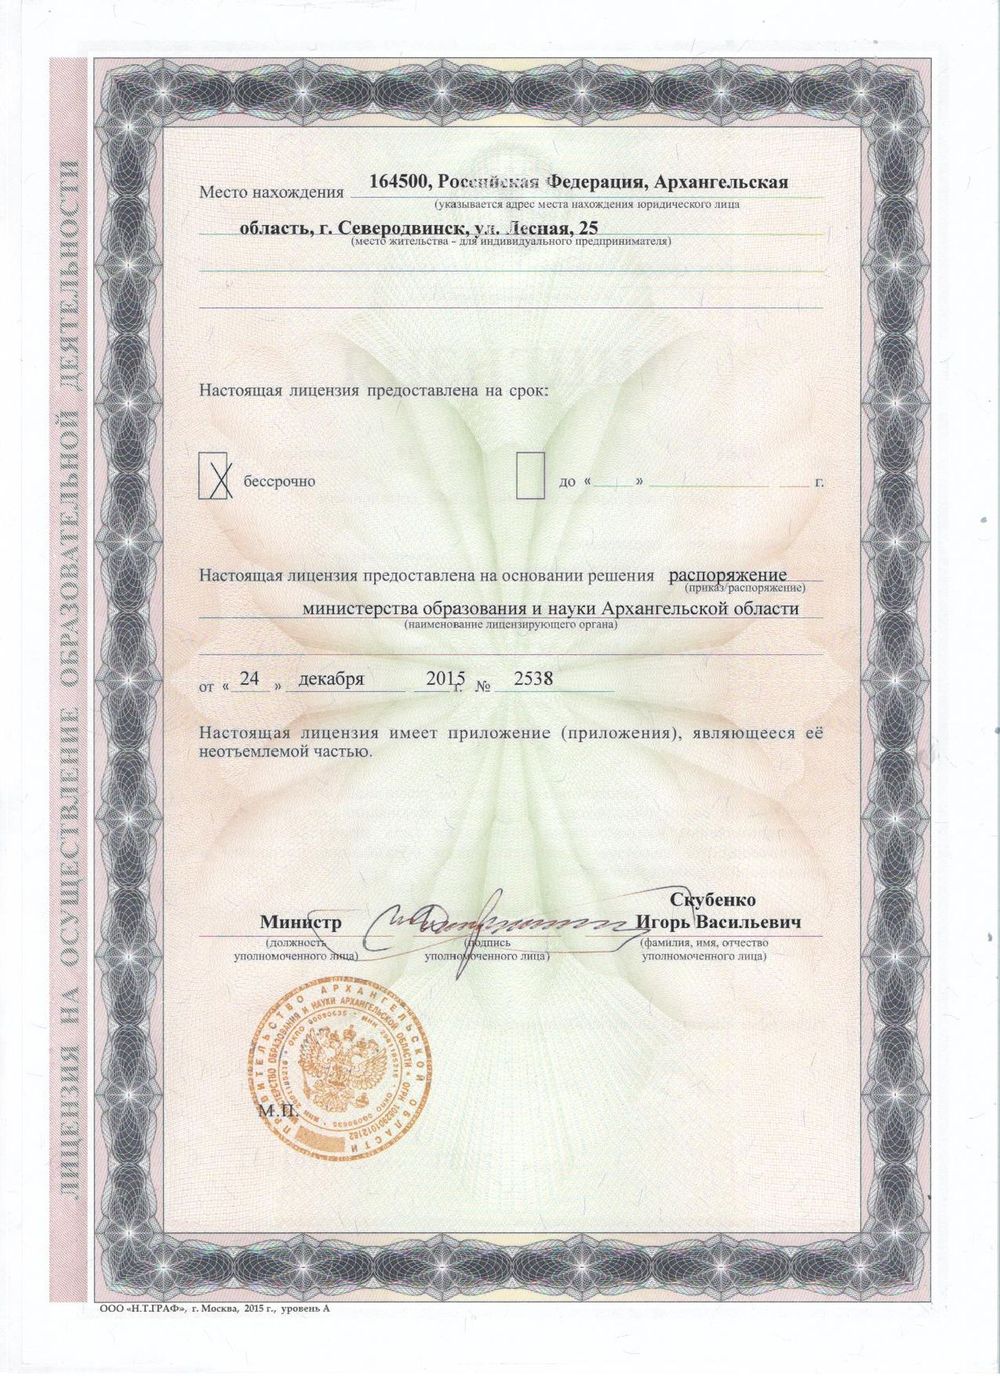 ЛИЦЕНЗИЯ НА ОСУЩЕСТВЛЕНИЕ ОБРАЗОВАТЕЛЬНОЙ ДЕЯТЕЛЬНОСТИ
Место нахождения 164500, Российская Федерация, Архангельская
(указывается адрес места нахождения юридического лица
область, г. Северодвинск, ул. Лесная, 25
(место жительства - для индивидуального предпринимателя)
Настоящая лицензия предоставлена на срок:
бессрочно до « » г.
Настоящая лицензия предоставлена на основании решения распоряжение
(приказ/распоряжение)
министерства образования и науки Архангельской области
(наименование лицензирующего органа)
от « 24 » декабря 2015 г. № 2538
Настоящая лицензия имеет приложение (приложения), являющееся её
неотъемлемой частью.
Скубенко
Министр Игорь Васильевич
(должность (подпись (фамилия, имя, отчество
уполномоченного лица) уполномоченного лица) уполномоченного лица)
ПРАВИТЕЛЬСТВО АРХАНГЕЛЬСКОЙ ОБЛАСТИ
МИНИСТЕРСТВО ОБРАЗОВАНИЯ И НАУКИ АРХАНГЕЛЬСКОЙ ОБЛАСТИ
М.П.
ООО «Н.Т.ГРАФ», г. Москва, 2015 г., уровень А